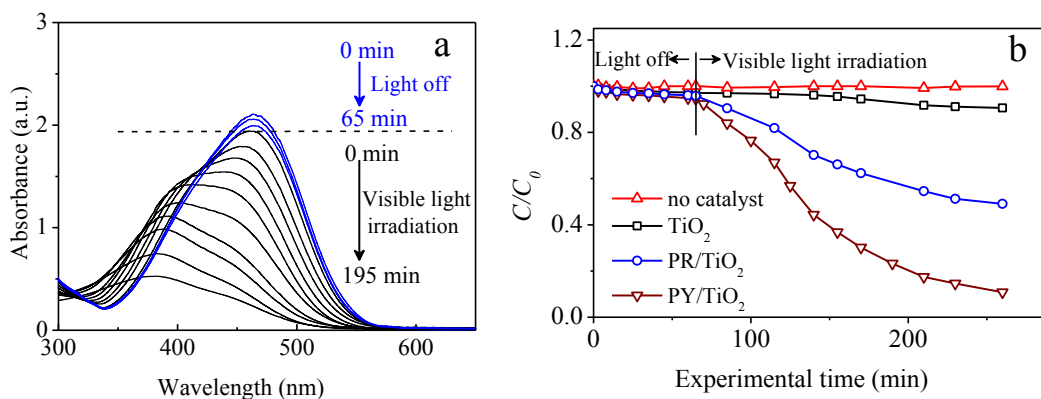 a
0 min
Light off
65 min
0 min
Visible light
irradiation
195 min
Absorbance (a.u.)
3
2
1
0
300 400 500 600
Wavelength (nm)
b
Light off
Visible light irradiation
C/C0
1.2
0.8
0.4
0.0
no catalyst
TiO2
PR/TiO2
PY/TiO2
0 100 200
Experimental time (min)